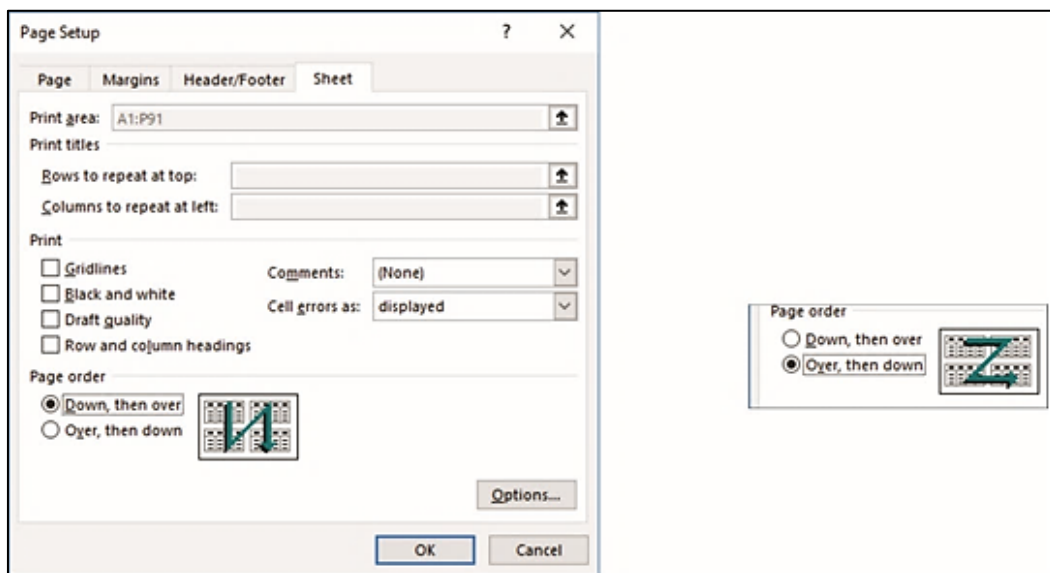 Page Setup ? ×
Page Margins Header/Footer Sheet
Print area: A1:P91
Print titles
Rows to repeat at top:
Columns to repeat at left:
Print
Gridlines
Black and white
Draft quality
Row and column headings
Comments: (None)
Cell errors as: displayed
Page order
Down, then over
Over, then down
Options...
OK Cancel
Page order
Down, then over
Over, then down